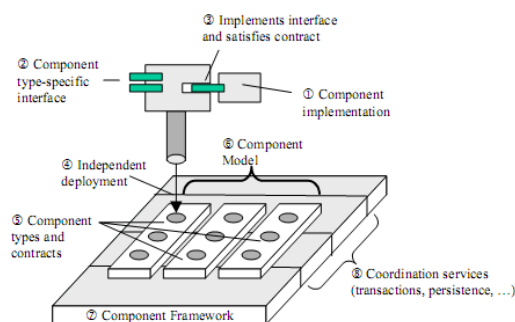 ③ Implements interface
and satisfies contract
② Component
type-specific
interface
① Component
implementation
④ Independent
deployment
⑥ Component
Model
⑤ Component
types and
contracts
⑧ Coordination services
(transactions, persistence, …)
⑦ Component Framework